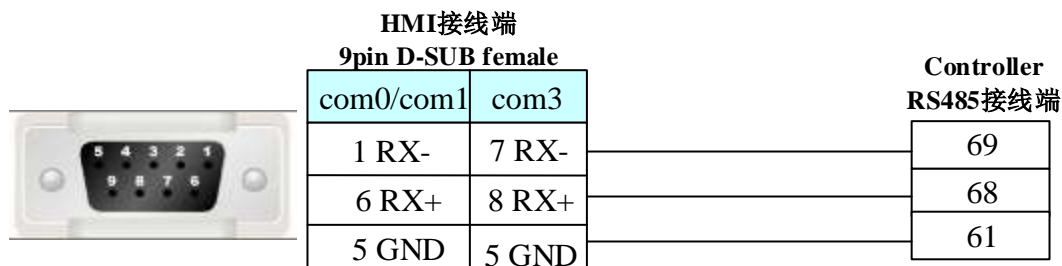 HMI接线端
9pin D-SUB female
Controller
RS485接线端
com0/com1 com3
5 4 3 2 1
9 8 7 6
1 RX- 7 RX- 69
6 RX+ 8 RX+ 68
5 GND 5 GND 61